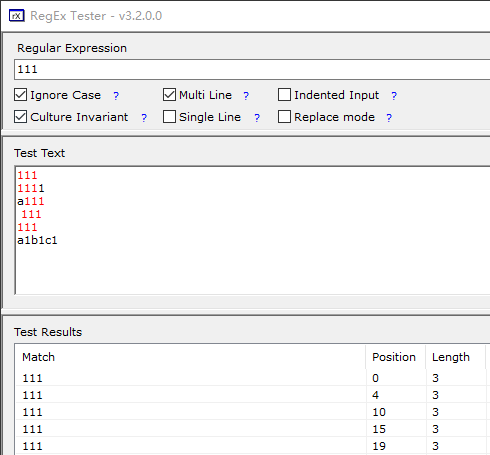 rX RegEx Tester - v3.2.0.0
Regular Expression
111
Ignore Case ? Multi Line ? Indented Input ?
Culture Invariant ? Single Line ? Replace mode ?
Test Text
111
1111
a111
 111
111
a1b1c1
Test Results
Match Position Length
111 0 3
111 4 3
111 10 3
111 15 3
111 19 3